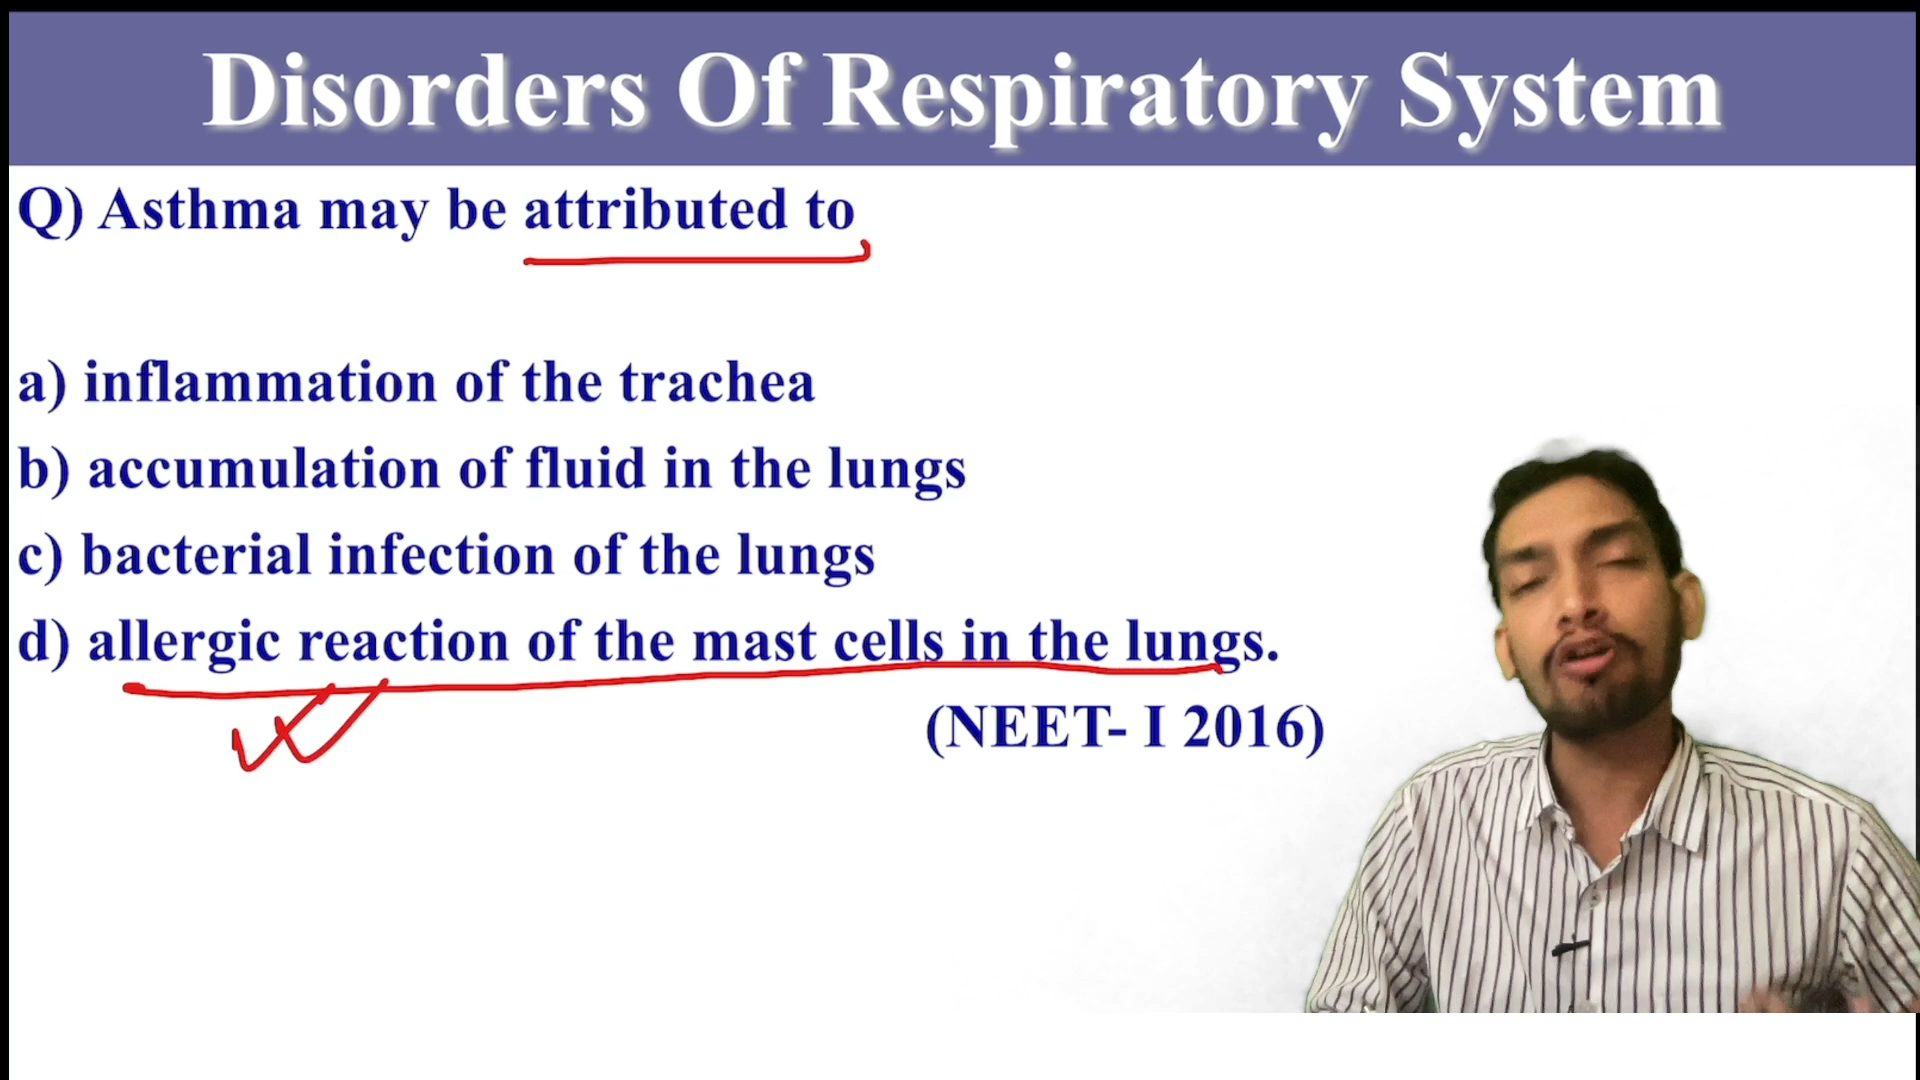 Disorders Of Respiratory System
Q) Asthma may be attributed to
a) inflammation of the trachea
b) accumulation of fluid in the lungs
c) bacterial infection of the lungs
d) allergic reaction of the mast cells in the lungs.
(NEET- I 2016)